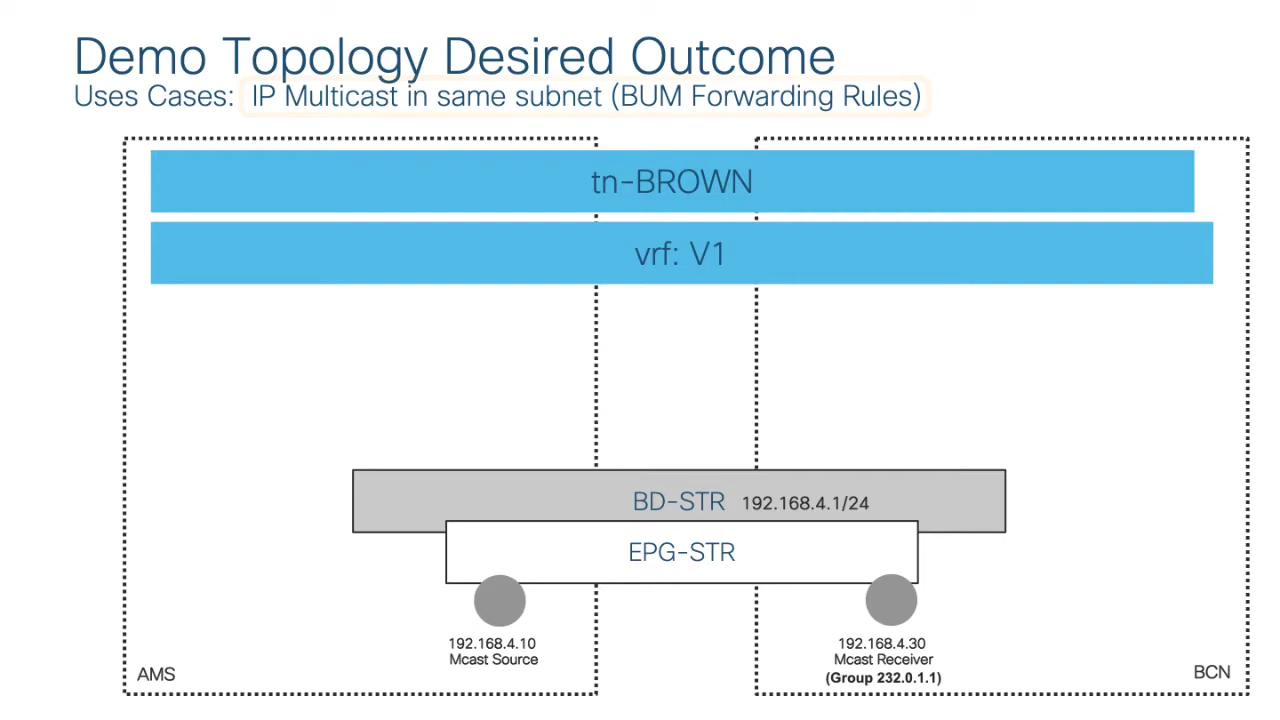 Demo Topology Desired Outcome
Uses Cases: IP Multicast in same subnet (BUM Forwarding Rules)
tn-BROWN
vrf: V1
BD-STR 192.168.4.1/24
EPG-STR
192.168.4.10
Mcast Source
192.168.4.30
Mcast Receiver
(Group 232.0.1.1)
AMS
BCN